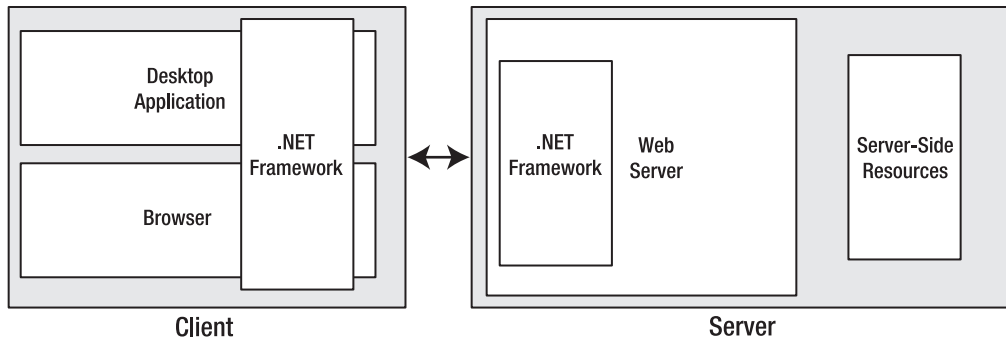 Desktop
Application
.NET
Framework
Browser
Client
.NET
Framework
Web
Server
Server-Side
Resources
Server